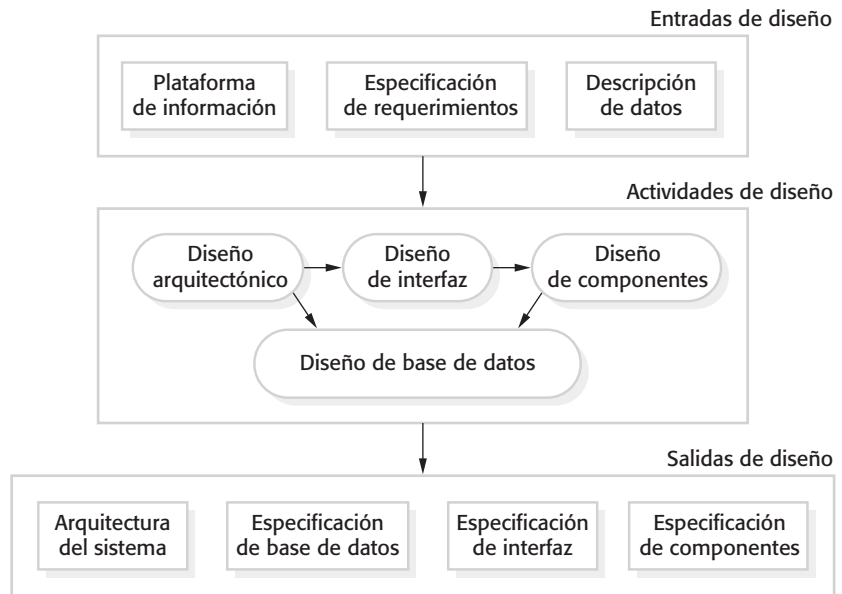 Entradas de diseño
Plataforma
de información
Especificación
de requerimientos
Descripción
de datos
Actividades de diseño
Diseño
arquitectónico
Diseño
de interfaz
Diseño
de componentes
Diseño de base de datos
Salidas de diseño
Arquitectura
del sistema
Especificación
de base de datos
Especificación
de interfaz
Especificación
de componentes